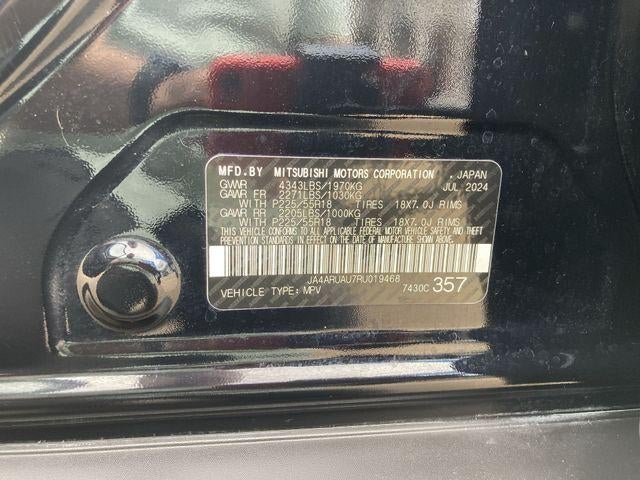 MFD.BY MITSUBISHI MOTORS CORPORATION, JAPAN
GVWR 4343LBS/1970KG JUL 2024
GAWR FR 2271LBS/1030KG
WITH P225/55R18 TIRES 18X7.0J RIMS
GAWR RR 2205LBS/1000KG
WITH P225/55R18 TIRES 18X7.0J RIMS
THIS VEHICLE CONFORMS TO ALL APPLICABLE FEDERAL MOTOR VEHICLE SAFETY AND THEFT PREVENTION STANDARDS IN EFFECT ON THE DATE OF MANUFACTURE SHOWN ABOVE.
JA4ARUAU7RU019468
VEHICLE TYPE: MPV 7430C 357